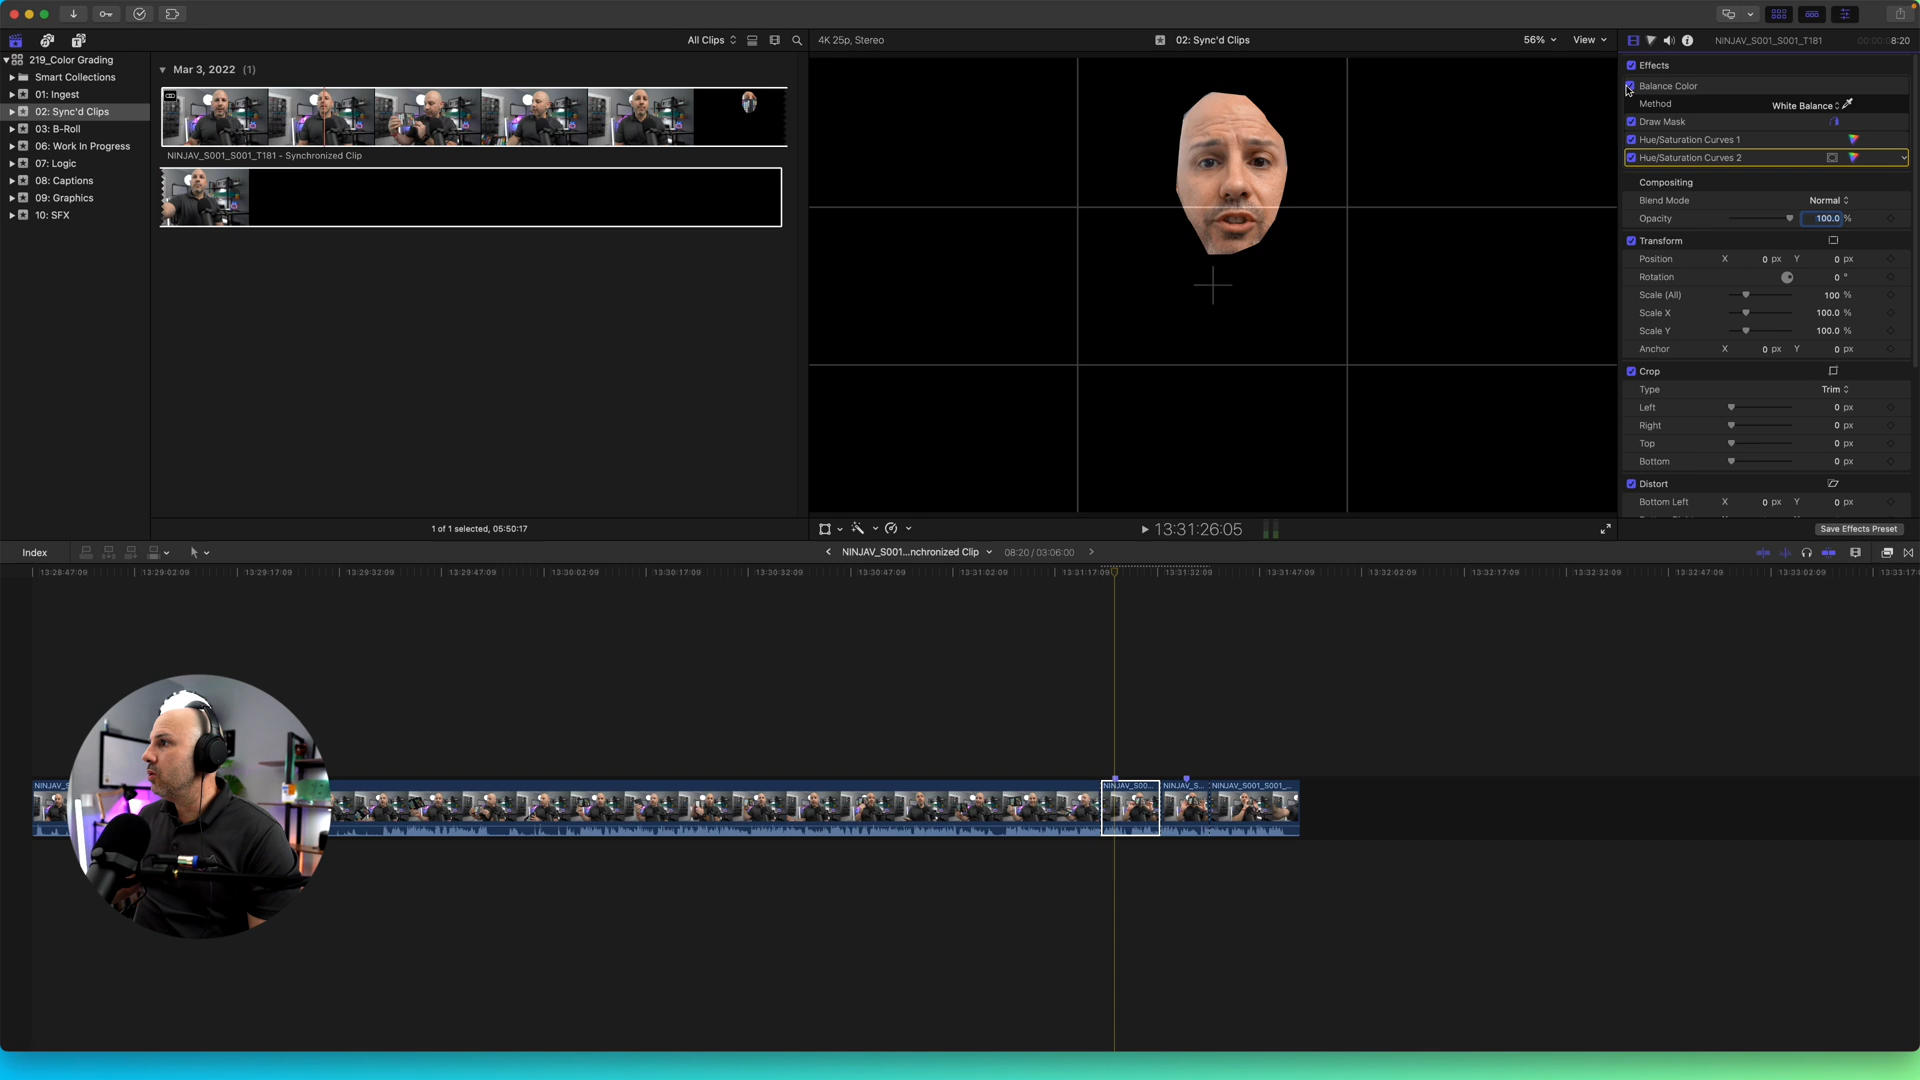 All Clips
4K 25p, Stereo
02: Sync'd Clips
56%
View
NINJAV_S001_S001_T181
00:00:08:20
219_Color Grading
Smart Collections
01: Ingest
02: Sync'd Clips
03: B-Roll
06: Work In Progress
07: Logic
08: Captions
09: Graphics
10: SFX
Mar 3, 2022 (1)
NINJAV_S001_S001_T181 - Synchronized Clip
1 of 1 selected, 05:50:17
Effects
Balance Color
Method White Balance
Draw Mask
Hue/Saturation Curves 1
Hue/Saturation Curves 2
Compositing
Blend Mode Normal
Opacity 100.0 %
Transform
Position X 0 px Y 0 px
Rotation 0 °
Scale (All) 100 %
Scale X 100.0 %
Scale Y 100.0 %
Anchor X 0 px Y 0 px
Crop
Type Trim
Left 0 px
Right 0 px
Top 0 px
Bottom 0 px
Distort
Bottom Left X 0 px Y 0 px
Save Effects Preset
13:31:26:05
Index
NINJAV_S001...nchronized Clip
08:20 / 03:06:00
13:28:47:09
13:29:02:09
13:29:17:09
13:29:32:09
13:29:47:09
13:30:02:09
13:30:17:09
13:30:32:09
13:30:47:09
13:31:02:09
13:31:17:09
13:31:32:09
13:31:47:09
13:32:02:09
13:32:17:09
13:32:32:09
13:32:47:09
13:33:02:09
13:33:17:
NINJAV_S
NINJAV_S00...
NINJAV_S...
NINJAV_S001_S001_...